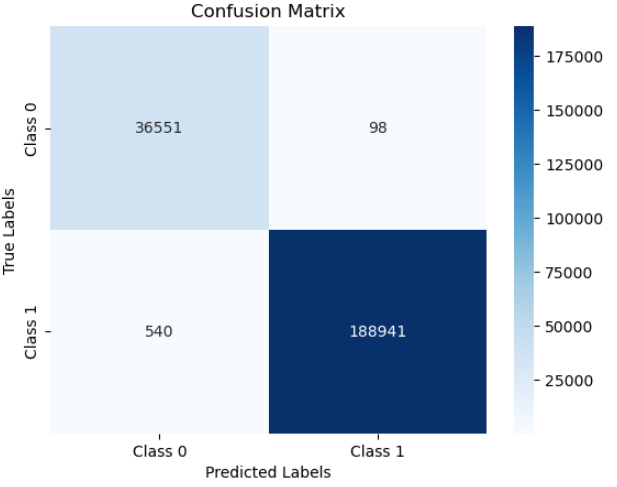 Confusion Matrix
True Labels
Class 0
36551
98
Class 1
540
188941
Class 0
Class 1
Predicted Labels
175000
150000
125000
100000
75000
50000
25000